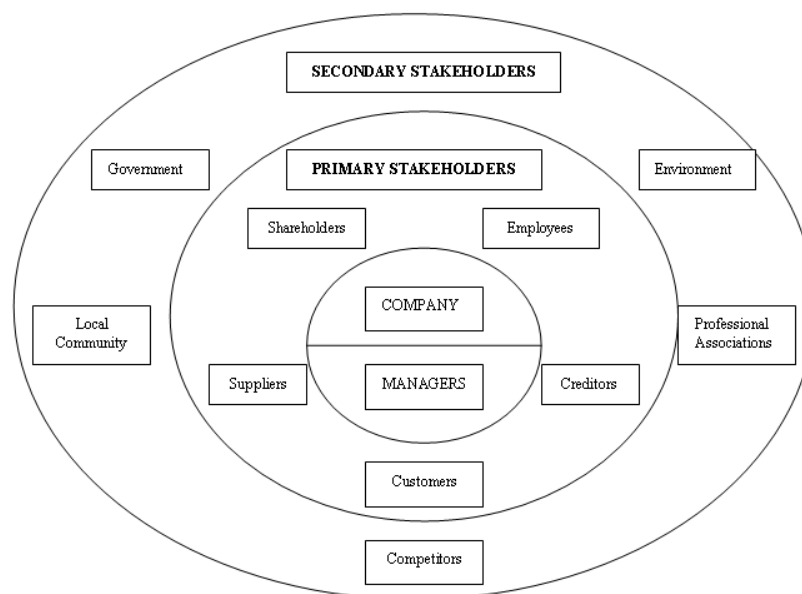 SECONDARY STAKEHOLDERS
Government
PRIMARY STAKEHOLDERS
Environment
Shareholders
Employees
COMPANY
Local
Community
Professional
Associations
Suppliers
MANAGERS
Creditors
Customers
Competitors